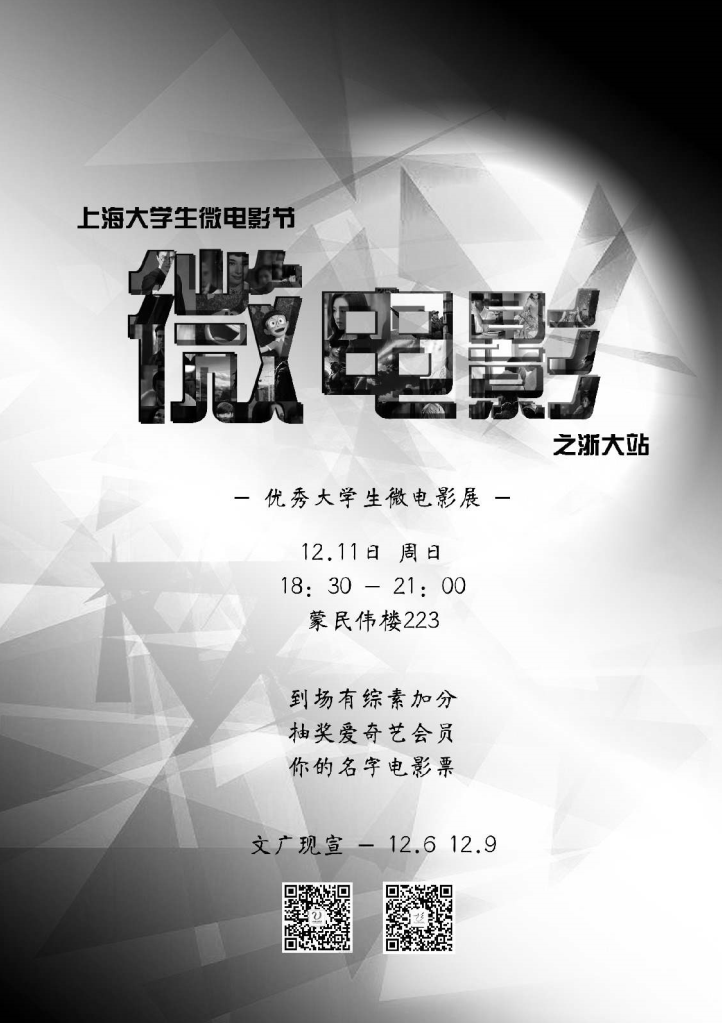 上海大学生微电影节
微电影
之浙大站
– 优秀大学生微电影展 –
12.11日 周日
18：30 – 21：00
蒙民伟楼223
到场有综素加分
抽奖爱奇艺会员
你的名字电影票
文广现宣 – 12.6 12.9